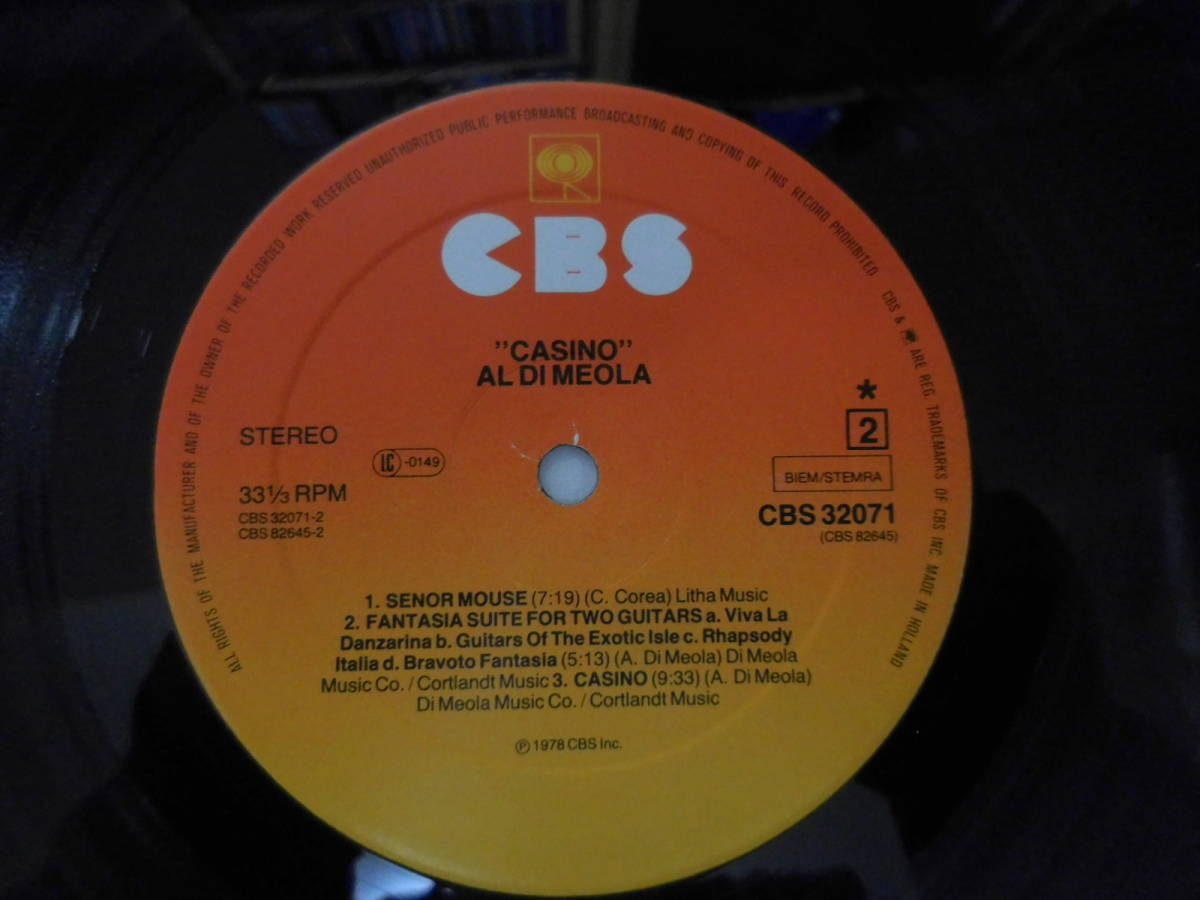 ALL RIGHTS OF THE MANUFACTURER AND OF THE OWNER OF THE RECORDED WORK RESERVED UNAUTHORIZED PUBLIC PERFORMANCE BROADCASTING AND COPYING OF THIS RECORD PROHIBITED CBS & ARE REG. TRADEMARKS OF CBS INC. MADE IN HOLLAND
CBS
"CASINO"
AL DI MEOLA
STEREO
LC-0149
33⅓ RPM
CBS 32071-2
CBS 82645-2
*
2
BIEM/STEMRA
CBS 32071
(CBS 82645)
1. SENOR MOUSE (7:19) (C. Corea) Litha Music
2. FANTASIA SUITE FOR TWO GUITARS a. Viva La
Danzarina b. Guitars Of The Exotic Isle c. Rhapsody
Italia d. Bravoto Fantasia (5:13) (A. Di Meola) Di Meola
Music Co. / Cortlandt Music 3. CASINO (9:33) (A. Di Meola)
Di Meola Music Co. / Cortlandt Music
Ⓟ 1978 CBS Inc.